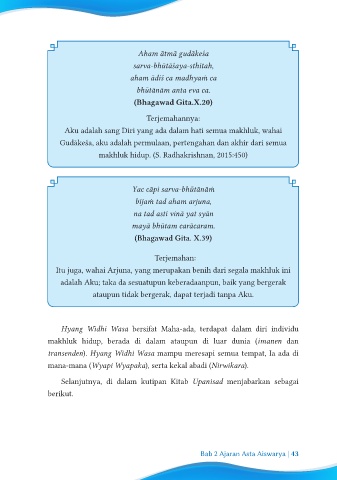 Aham ātmā guḍākeśa
sarva-bhūtāśaya-sthitaḥ,
aham ādiś ca madhyaṁ ca
bhūtānām anta eva ca.
(Bhagawad Gita.X.20)
Terjemahannya:
Aku adalah sang Diri yang ada dalam hati semua makhluk, wahai
Gudākeśa, aku adalah permulaan, pertengahan dan akhir dari semua
makhluk hidup. (S. Radhakrishnan, 2015:450)
Yac cāpi sarva-bhūtānāṁ
bījaṁ tad aham arjuna,
na tad asti vinā yat syān
mayā bhūtam carācaram.
(Bhagawad Gita. X.39)
Terjemahan:
Itu juga, wahai Arjuna, yang merupakan benih dari segala makhluk ini
adalah Aku; taka da sesuatupun keberadaanpun, baik yang bergerak
ataupun tidak bergerak, dapat terjadi tanpa Aku.
Hyang Widhi Wasa bersifat Maha-ada, terdapat dalam diri individu
makhluk hidup, berada di dalam ataupun di luar dunia (imanen dan
transenden). Hyang Widhi Wasa mampu meresapi semua tempat, Ia ada di
mana-mana (Wyapi Wyapaka), serta kekal abadi (Nirwikara).
Selanjutnya, di dalam kutipan Kitab Upanisad menjabarkan sebagai
berikut.
Bab 2 Ajaran Asta Aiswarya | 43